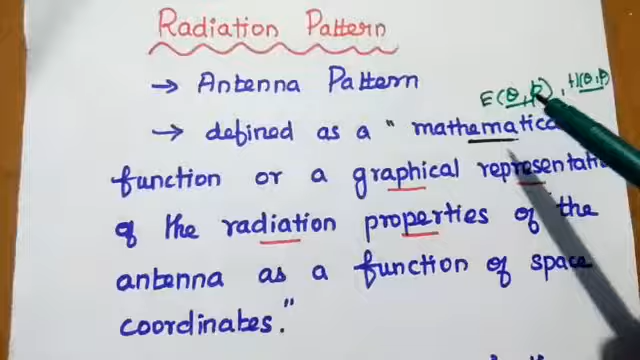 Radiation Pattern
→ Antenna Pattern
E(θ,φ), H(θ,φ)
→ defined as a " mathematical
function or a graphical representati
of the radiation properties of the
antenna as a function of space
coordinates."